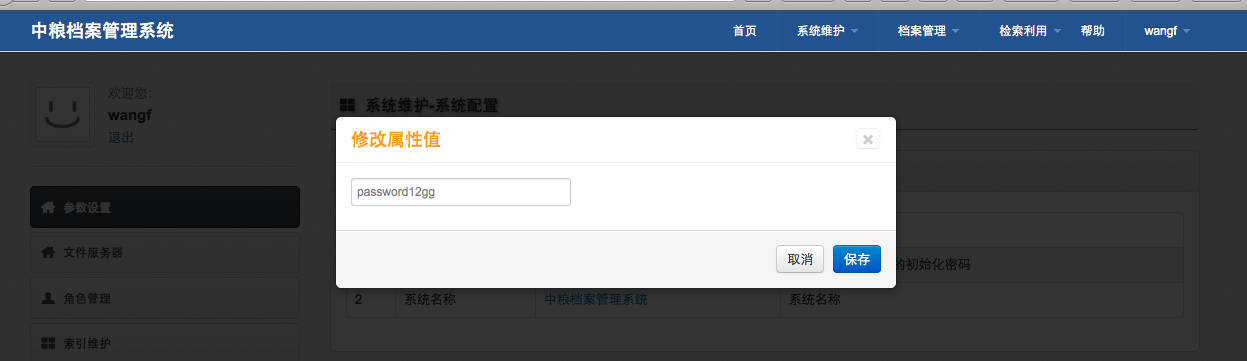 中粮档案管理系统
首页 系统维护 档案管理 检索利用 帮助 wangf
欢迎您:
wangf
退出
系统维护-系统配置
修改属性值
×
password12gg
取消 保存
参数设置
文件服务器
角色管理
索引维护
的初始化密码
2 系统名称 中粮档案管理系统 系统名称